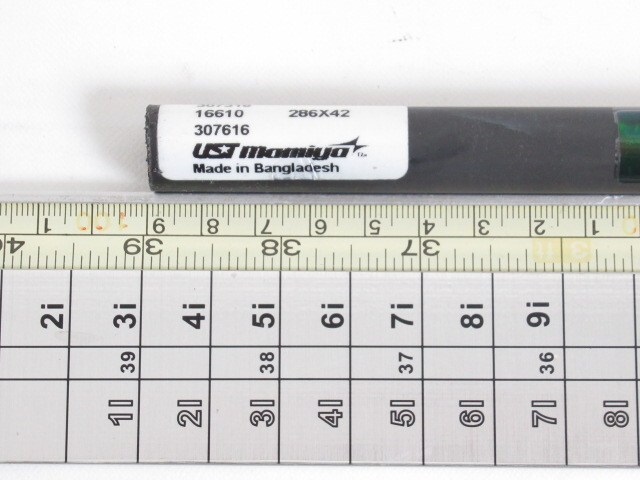 16610 286X42
307616
UST Mamiya
Made in Bangladesh
1 100 9 8 7 6 5 4 3 2 1
40 39 38 37
2i 3i 4i 5i 6i 7i 8i 9i
39 38 37 36
1I 2I 3I 4I 5I 6I 7I 8I